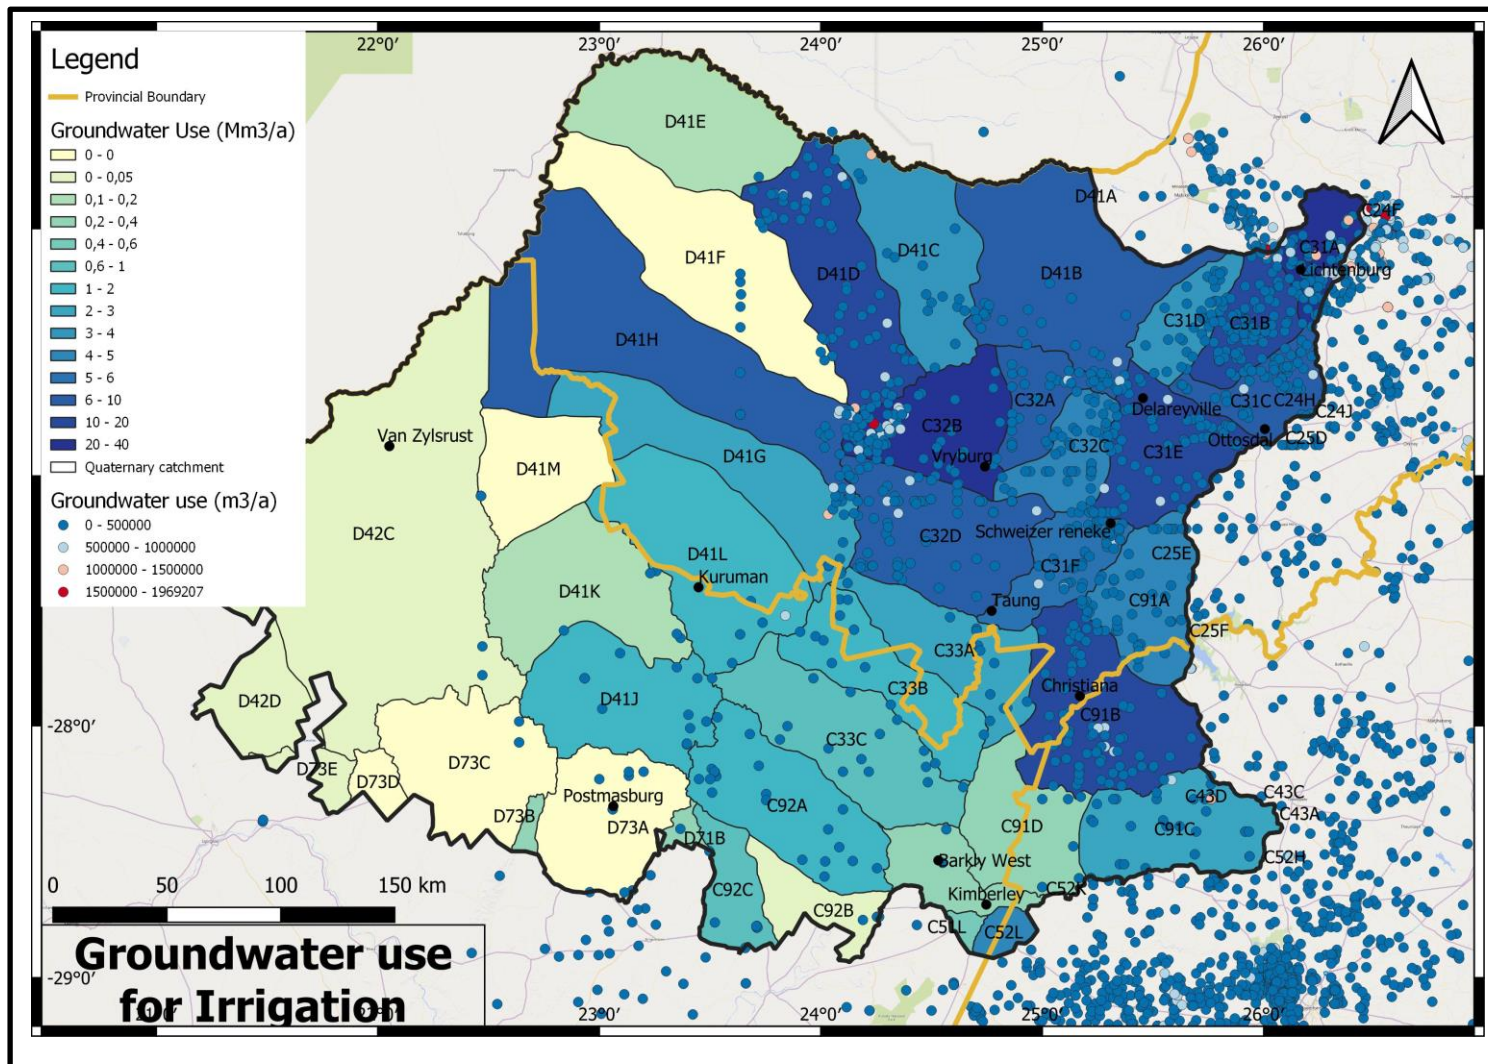 22°0′
23°0′
24°0′
25°0′
26°0′
Legend
Provincial Boundary
Groundwater Use (Mm3/a)
0 - 0
0 - 0,05
0,1 - 0,2
0,2 - 0,4
0,4 - 0,6
0,6 - 1
1 - 2
2 - 3
3 - 4
4 - 5
5 - 6
6 - 10
10 - 20
20 - 40
Quaternary catchment
Groundwater use (m3/a)
0 - 500000
500000 - 1000000
1000000 - 1500000
1500000 - 1969207
D41E
D41A
C24F
D41F
D41C
C31A
D41D
D41B
Lichtenburg
C31D
C31B
D41H
C32A
Delareyville
C31C
C24H
C24J
C32B
Van Zylsrust
Ottosdal
C25D
D41M
D41G
Vryburg
C32C
C31E
D42C
C32D
Schweizer reneke
D41L
C25E
C31F
Kuruman
D41K
Taung
C91A
C25F
C33A
Christiana
D42D
D41J
C33B
C91B
-28°0′
C33C
D73E
D73D
D73C
Postmasburg
C92A
C43D
C43C
D73B
D73A
D71B
C91D
C91C
C43A
Barkly West
C52H
C92C
C52K
Kimberley
C92B
C51L
C52L
0
50
100
150 km
Groundwater use
for Irrigation
-29°0′
23°0′
24°0′
25°0′
26°0′